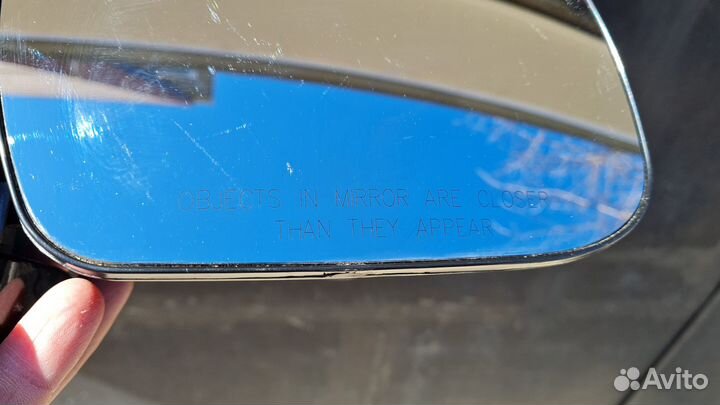 OBJECTS IN MIRROR ARE CLOSER
THAN THEY APPEAR
Avito